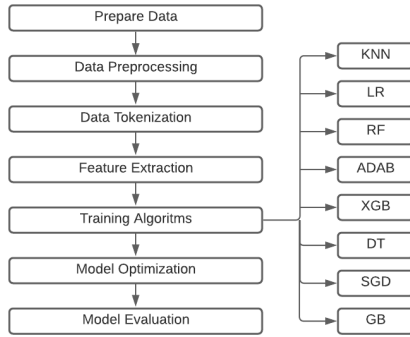 Prepare Data
Data Preprocessing
Data Tokenization
Feature Extraction
Training Algoritms
Model Optimization
Model Evaluation
KNN
LR
RF
ADAB
XGB
DT
SGD
GB